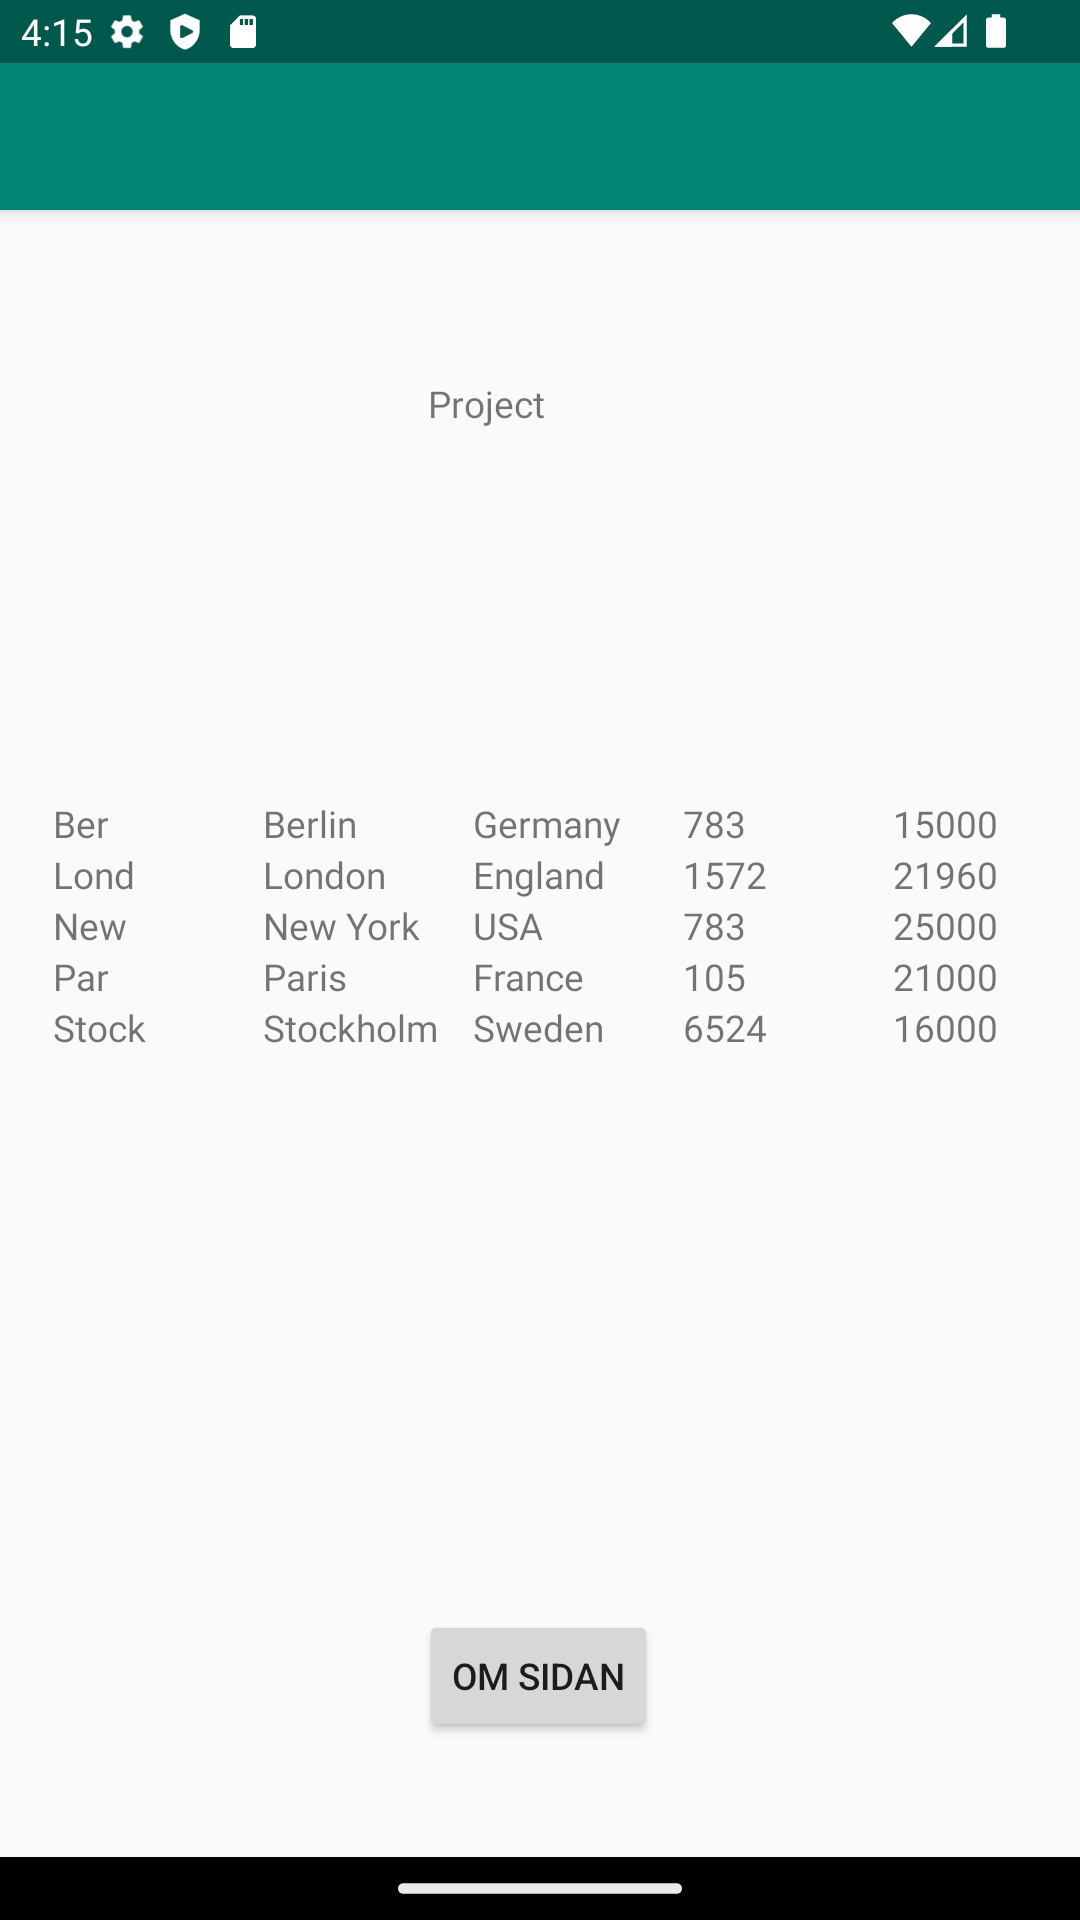 4:15
Project
Ber Berlin Germany 783 15000
Lond London England 1572 21960
New New York USA 783 25000
Par Paris France 105 21000
Stock Stockholm Sweden 6524 16000
OM SIDAN